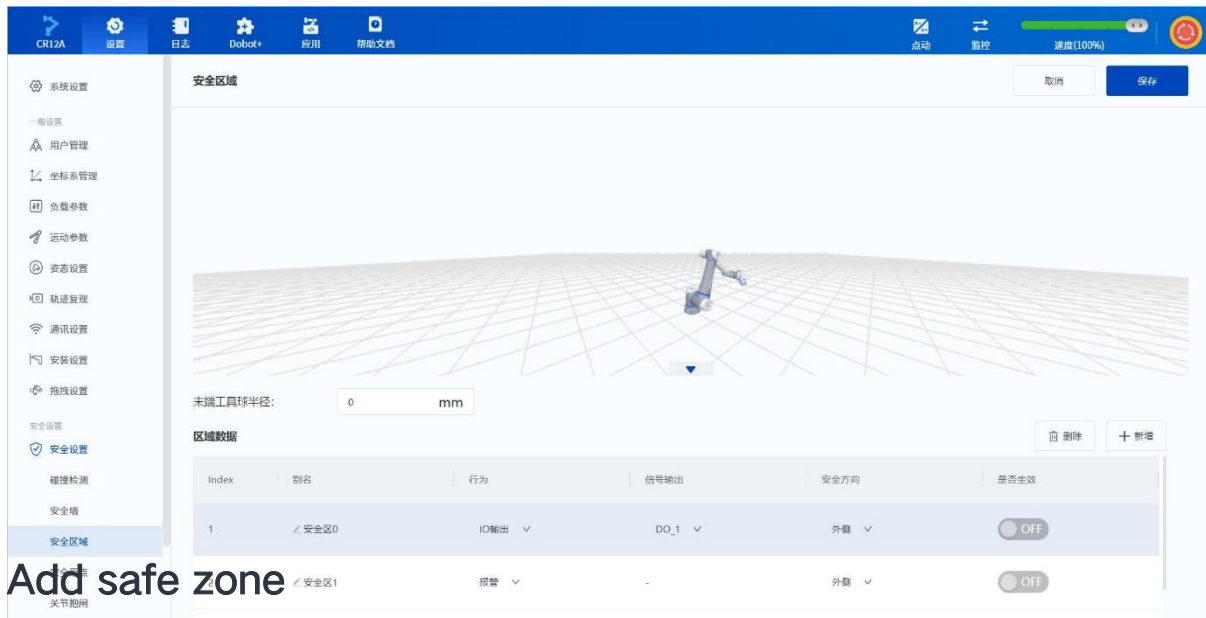 CR12A 设置 日志 Dobot+ 应用 帮助文档 点动 监控 速度(100%)
系统设置
安全区域 取消 保存
一般设置
用户管理
坐标系管理
负载参数
运动参数
姿态设置
轨迹复现
通讯设置
安装设置
拖拽设置
末端工具球半径: 0 mm
安全设置
区域数据 删除 新增
安全设置
碰撞检测
Index 别名 行为 信号输出 安全方向 是否生效
安全墙
1 安全区0 IO输出 DO_1 外侧 OFF
安全区域
Add safe zone
2 安全区1 报警 - 外侧 OFF
关节抱闸